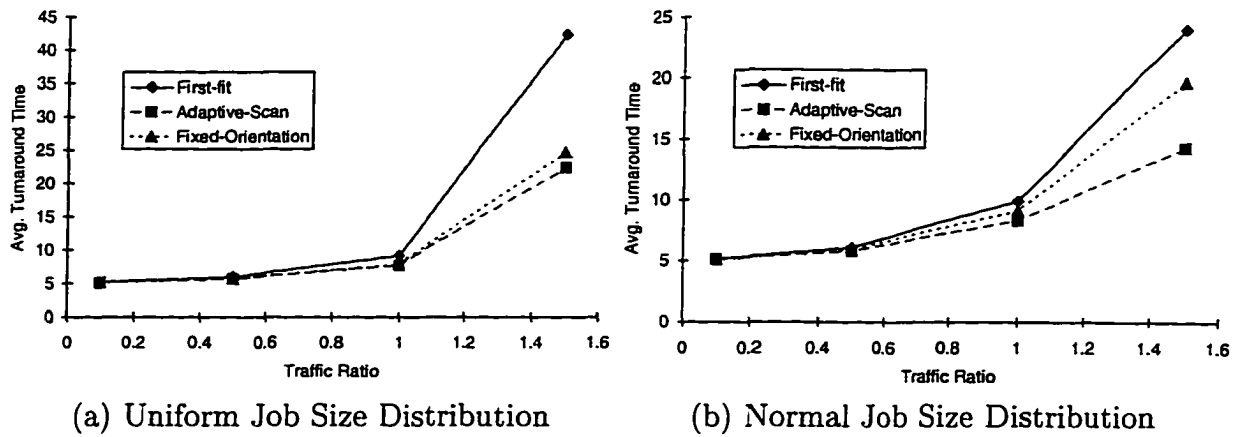 45
40
35
30
25
20
15
10
5
0
Avg. Turnaround Time
First-fit
Adaptive-Scan
Fixed-Orientation
0 0.2 0.4 0.6 0.8 1 1.2 1.4 1.6
Traffic Ratio
(a) Uniform Job Size Distribution
25
20
15
10
5
0
Avg. Turnaround Time
First-fit
Adaptive-Scan
Fixed-Orientation
0 0.2 0.4 0.6 0.8 1 1.2 1.4 1.6
Traffic Ratio
(b) Normal Job Size Distribution